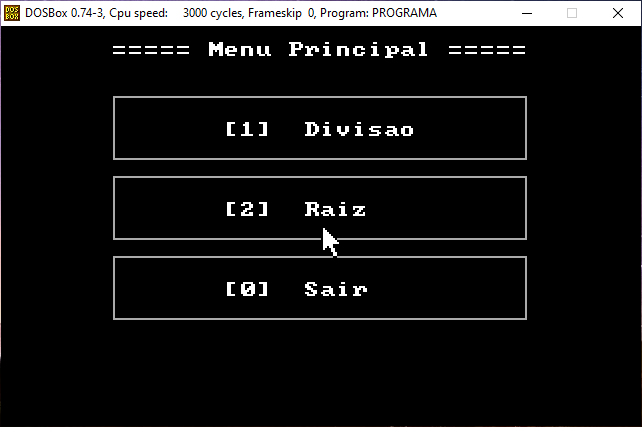 DOSBox 0.74-3, Cpu speed: 3000 cycles, Frameskip 0, Program: PROGRAMA
===== Menu Principal =====
[1] Divisao
[2] Raiz
[0] Sair